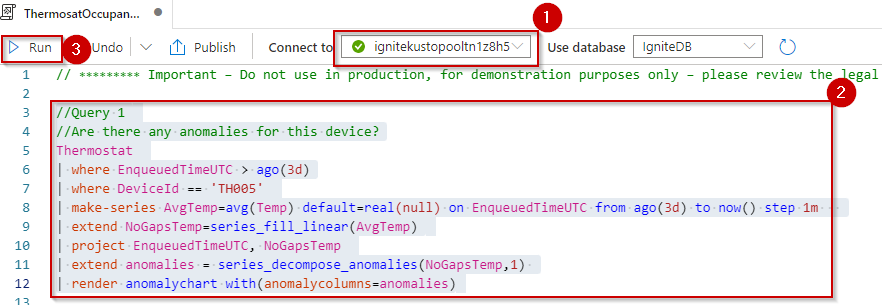 ThermosatOccupan...
Run
3
Undo
Publish
Connect to
ignitekustopooltn1z8h5
1
Use database
IgniteDB
2
1 // ********* Important – Do not use in production, for demonstration purposes only – please review the legal
2
3 //Query 1
4 //Are there any anomalies for this device?
5 Thermostat
6 | where EnqueuedTimeUTC > ago(3d)
7 | where DeviceId == 'TH005'
8 | make-series AvgTemp=avg(Temp) default=real(null) on EnqueuedTimeUTC from ago(3d) to now() step 1m
9 | extend NoGapsTemp=series_fill_linear(AvgTemp)
10 | project EnqueuedTimeUTC, NoGapsTemp
11 | extend anomalies = series_decompose_anomalies(NoGapsTemp,1)
12 | render anomalychart with(anomalycolumns=anomalies)
13